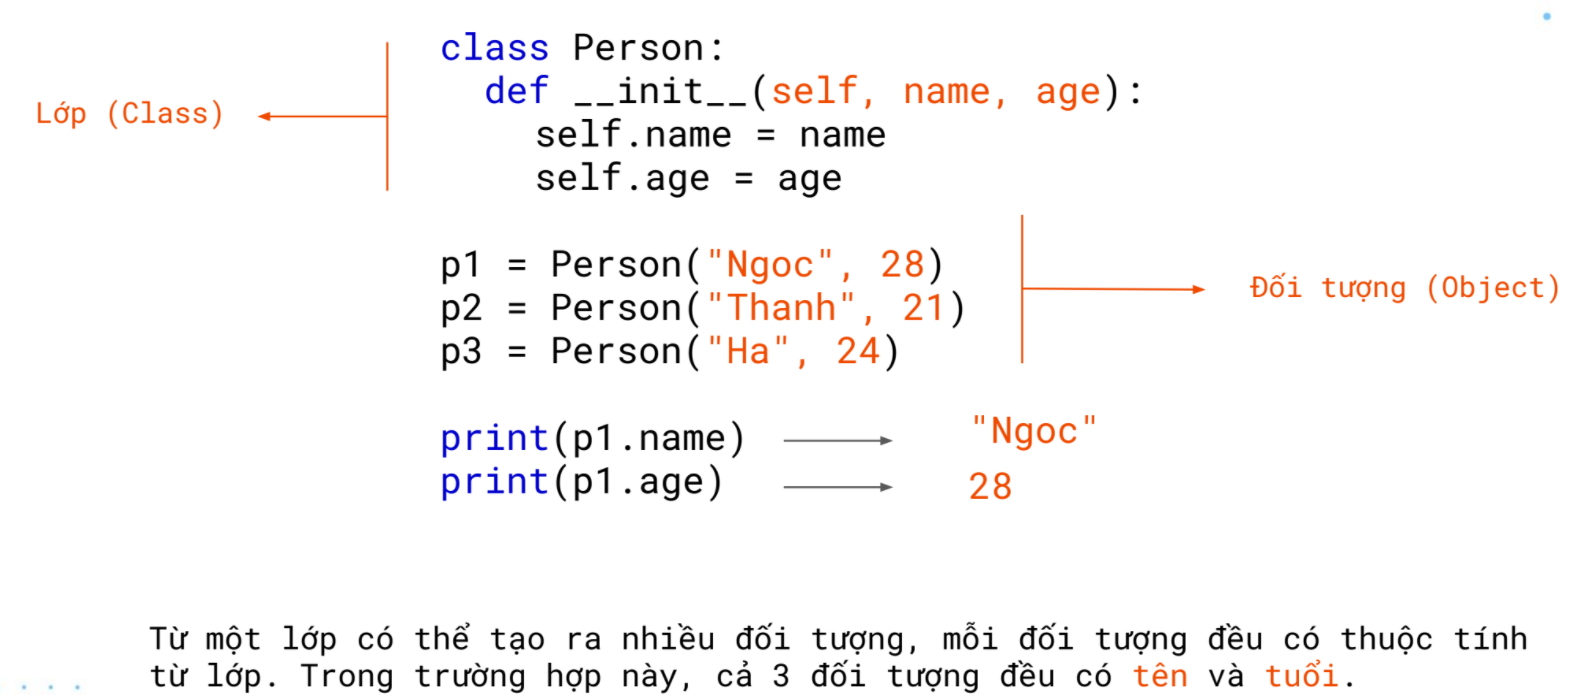 class Person:
def __init__(self, name, age):
Lớp (Class)
self.name = name
self.age = age
p1 = Person("Ngoc", 28)
p2 = Person("Thanh", 21)
p3 = Person("Ha", 24)
Đối tượng (Object)
print(p1.name) "Ngoc"
print(p1.age) 28
Từ một lớp có thể tạo ra nhiều đối tượng, mỗi đối tượng đều có thuộc tính
từ lớp. Trong trường hợp này, cả 3 đối tượng đều có tên và tuổi.